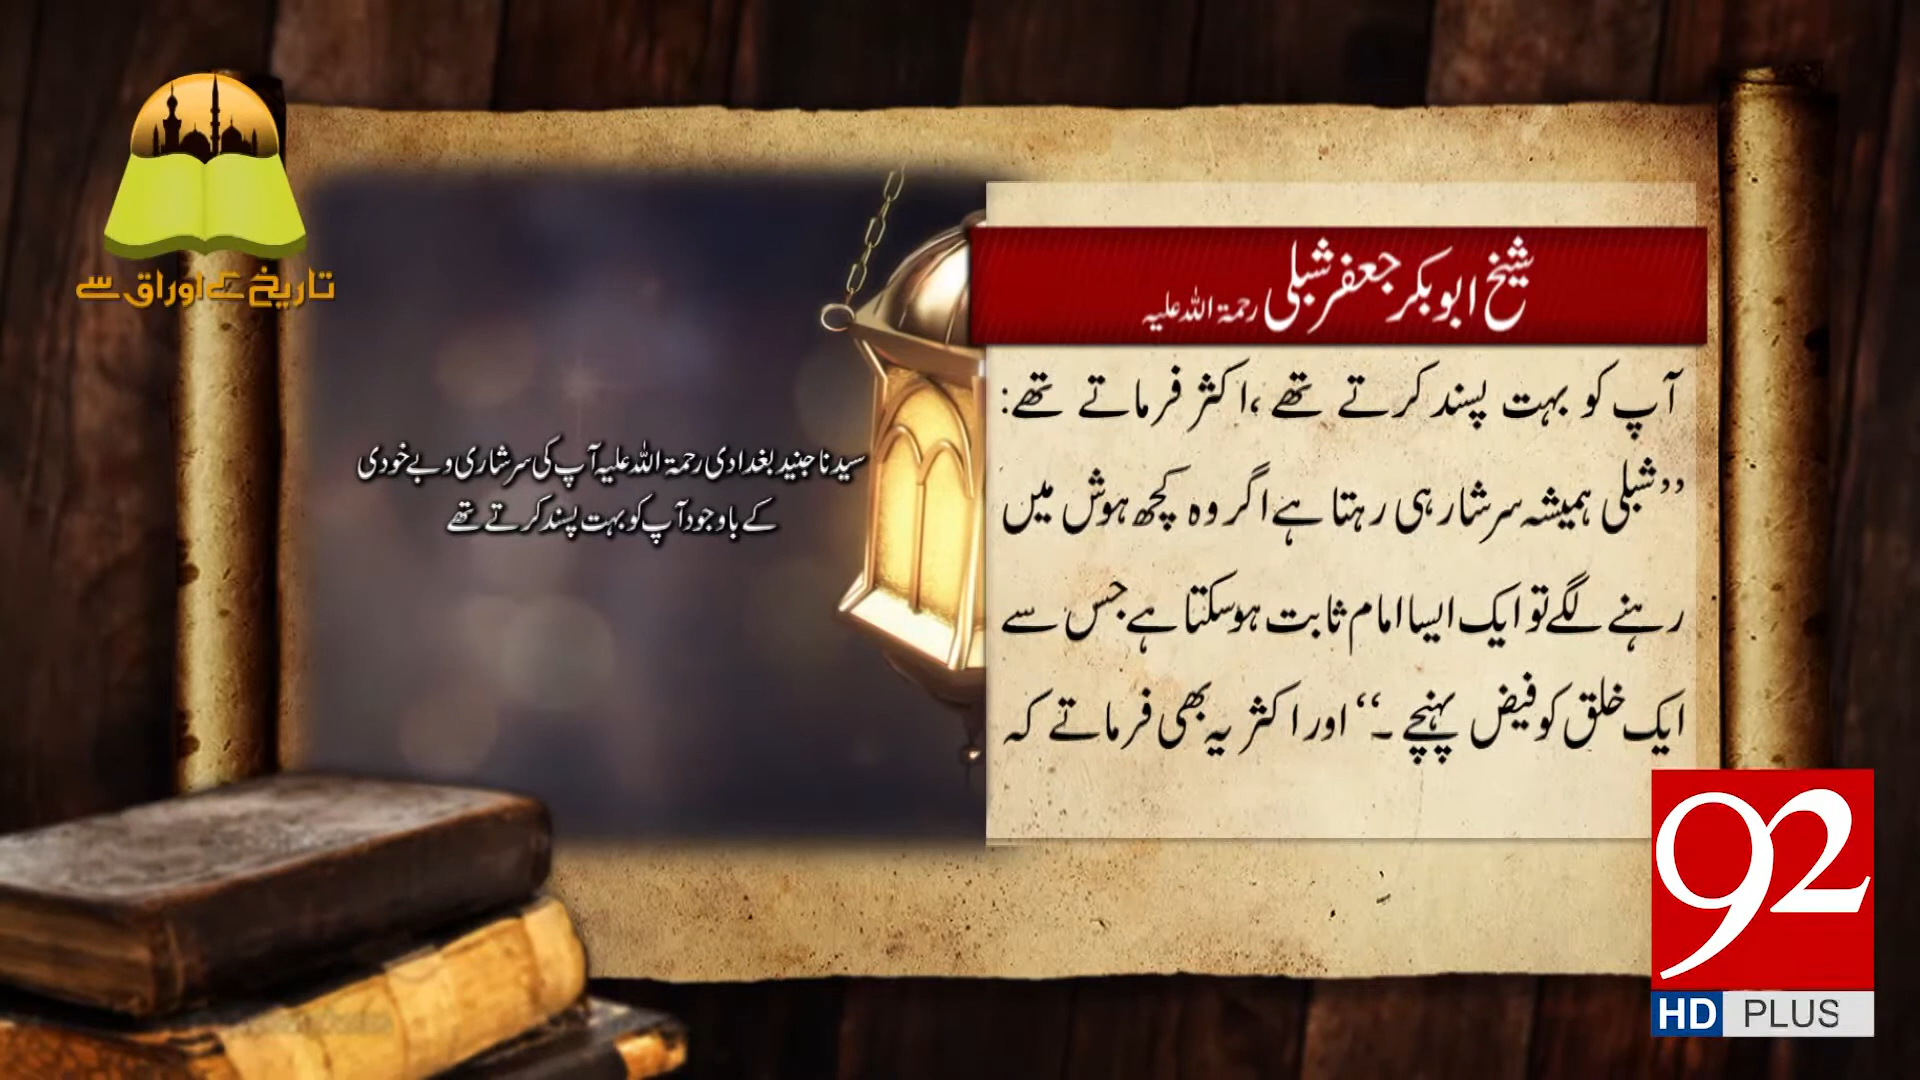 تاریخ کے اوراق سے
شیخ ابوبکر جعفر شبلی رحمۃ اللہ علیہ
آپ کو بہت پسند کرتے تھے ،اکثر فرماتے تھے:
”شبلی ہمیشہ سرشار ہی رہتا ہے اگر وہ کچھ ہوش میں
رہنے لگے تو ایک ایسا امام ثابت ہوسکتا ہے جس سے
ایک خلق کو فیض پہنچے ۔“ اور اکثر یہ بھی فرماتے کہ
سیدنا جنید بغدادی رحمۃ اللہ علیہ آپ کی سرشاری و بے خودی
کے باوجود آپ کو بہت پسند کرتے تھے
92
HD PLUS